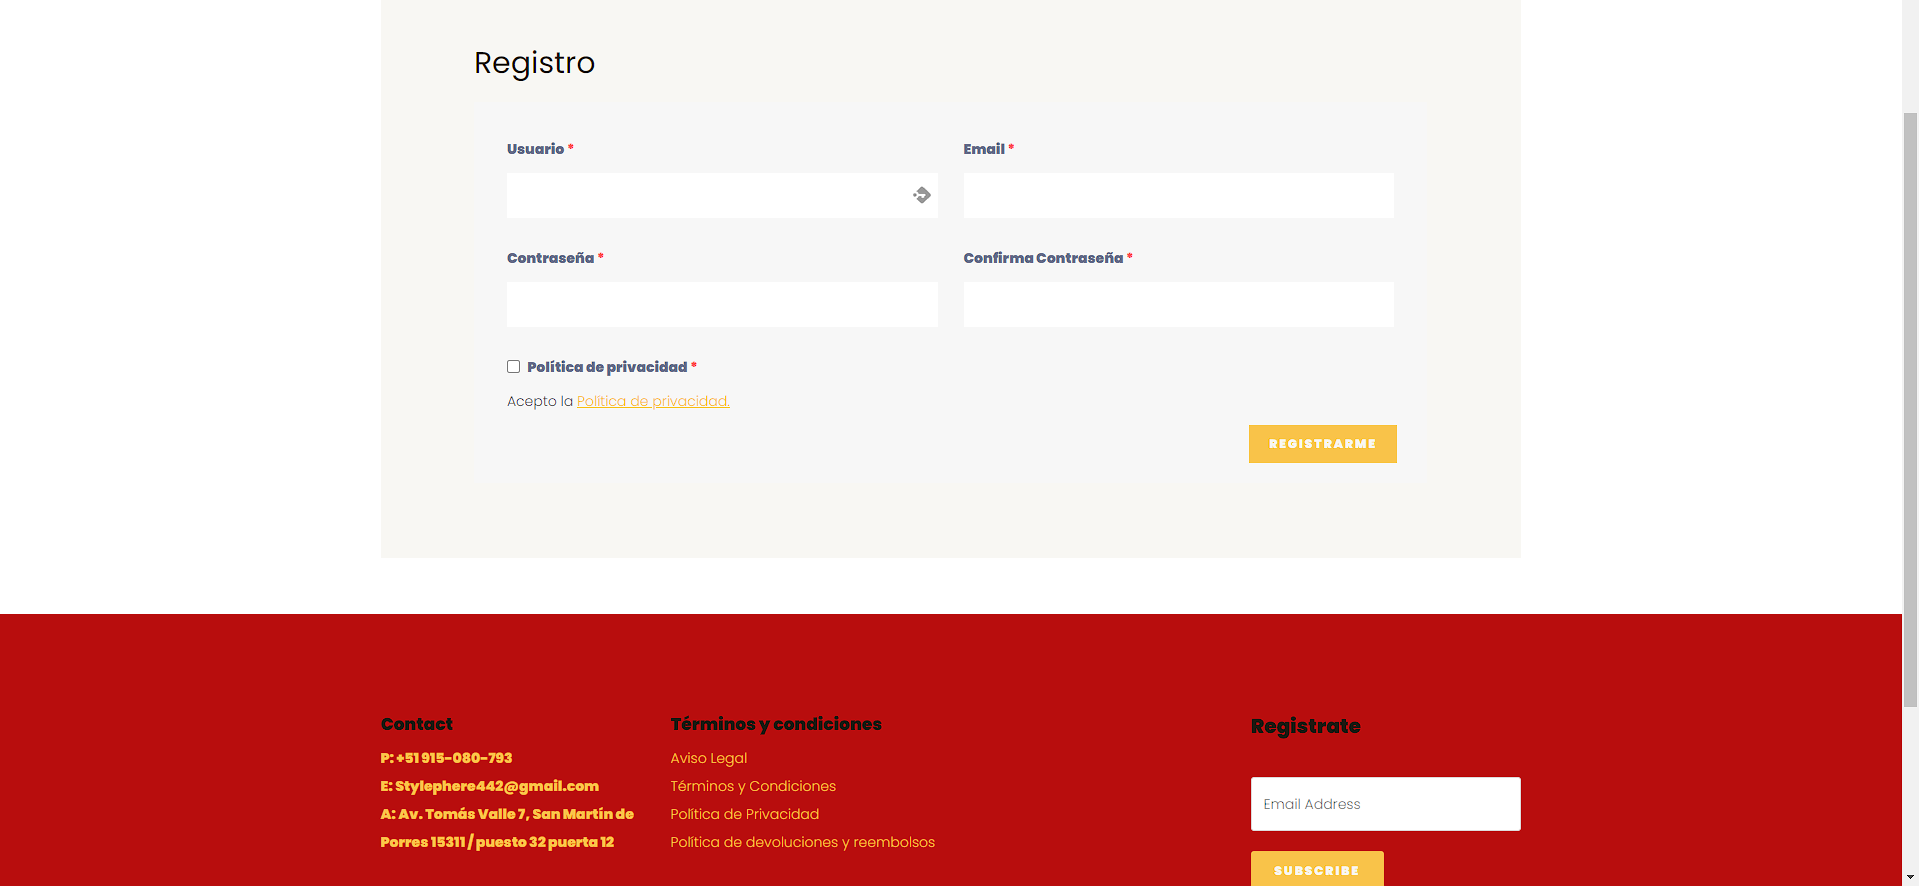 Registro
Usuario *
Email *
Contraseña *
Confirma Contraseña *
Política de privacidad *
Acepto la Política de privacidad.
REGISTRARME
Contact
P: +51 915-080-793
E: Stylephere442@gmail.com
A: Av. Tomás Valle 7, San Martín de
Porres 15311 / puesto 32 puerta 12
Términos y condiciones
Aviso Legal
Términos y Condiciones
Política de Privacidad
Política de devoluciones y reembolsos
Registrate
Email Address
SUBSCRIBE